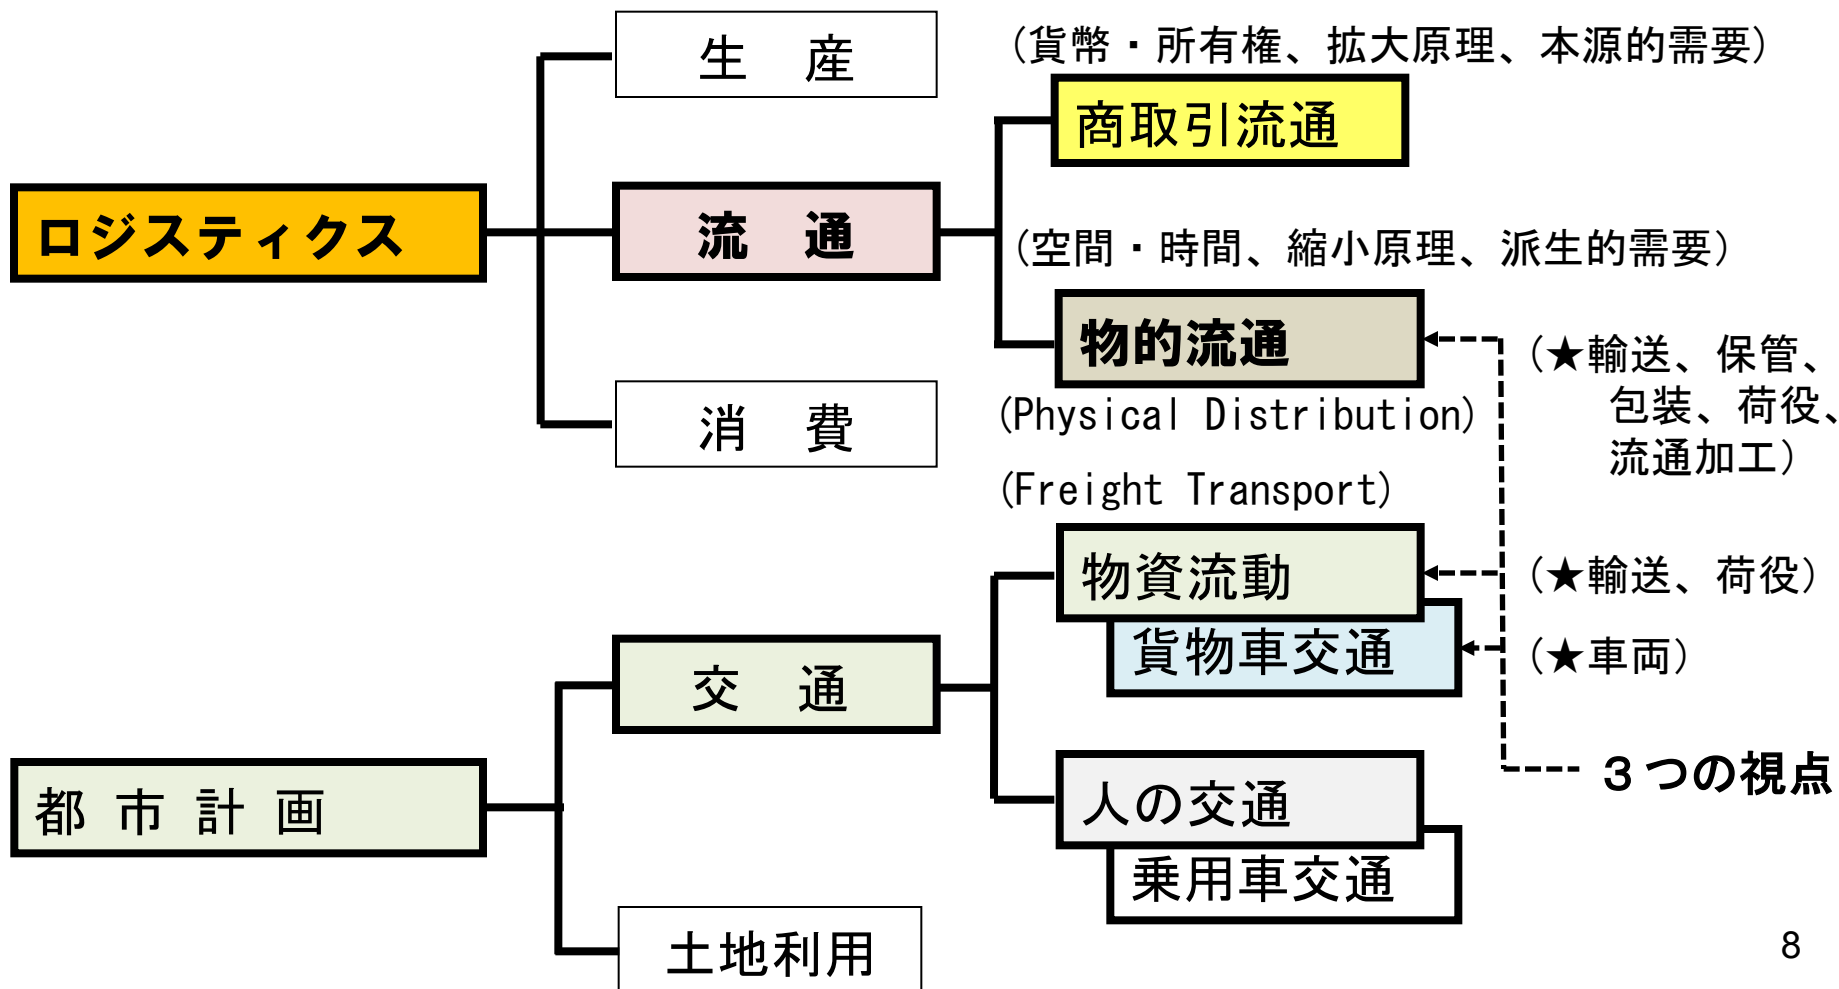 生　産
(貨幣・所有権、拡大原理、本源的需要)
商取引流通
ロジスティクス
流　通
(空間・時間、縮小原理、派生的需要)
物的流通
(★輸送、保管、
包装、荷役、
流通加工)
消　費
(Physical Distribution)
(Freight Transport)
物資流動
(★輸送、荷役)
貨物車交通
(★車両)
交　通
３つの視点
都 市 計 画
人の交通
乗用車交通
土地利用
8